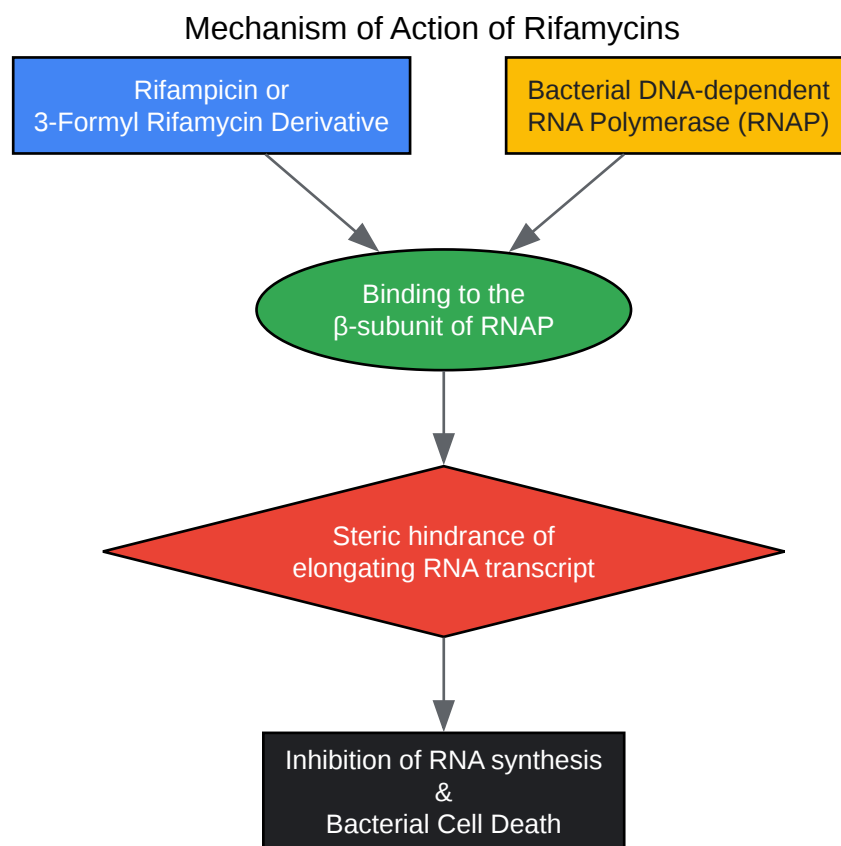 Mechanism of Action of Rifamycins
Rifampicin or
3-Formyl Rifamycin Derivative
Bacterial DNA-dependent
RNA Polymerase (RNAP)
Binding to the
β-subunit of RNAP
Steric hindrance of
elongating RNA transcript
Inhibition of RNA synthesis
&
Bacterial Cell Death